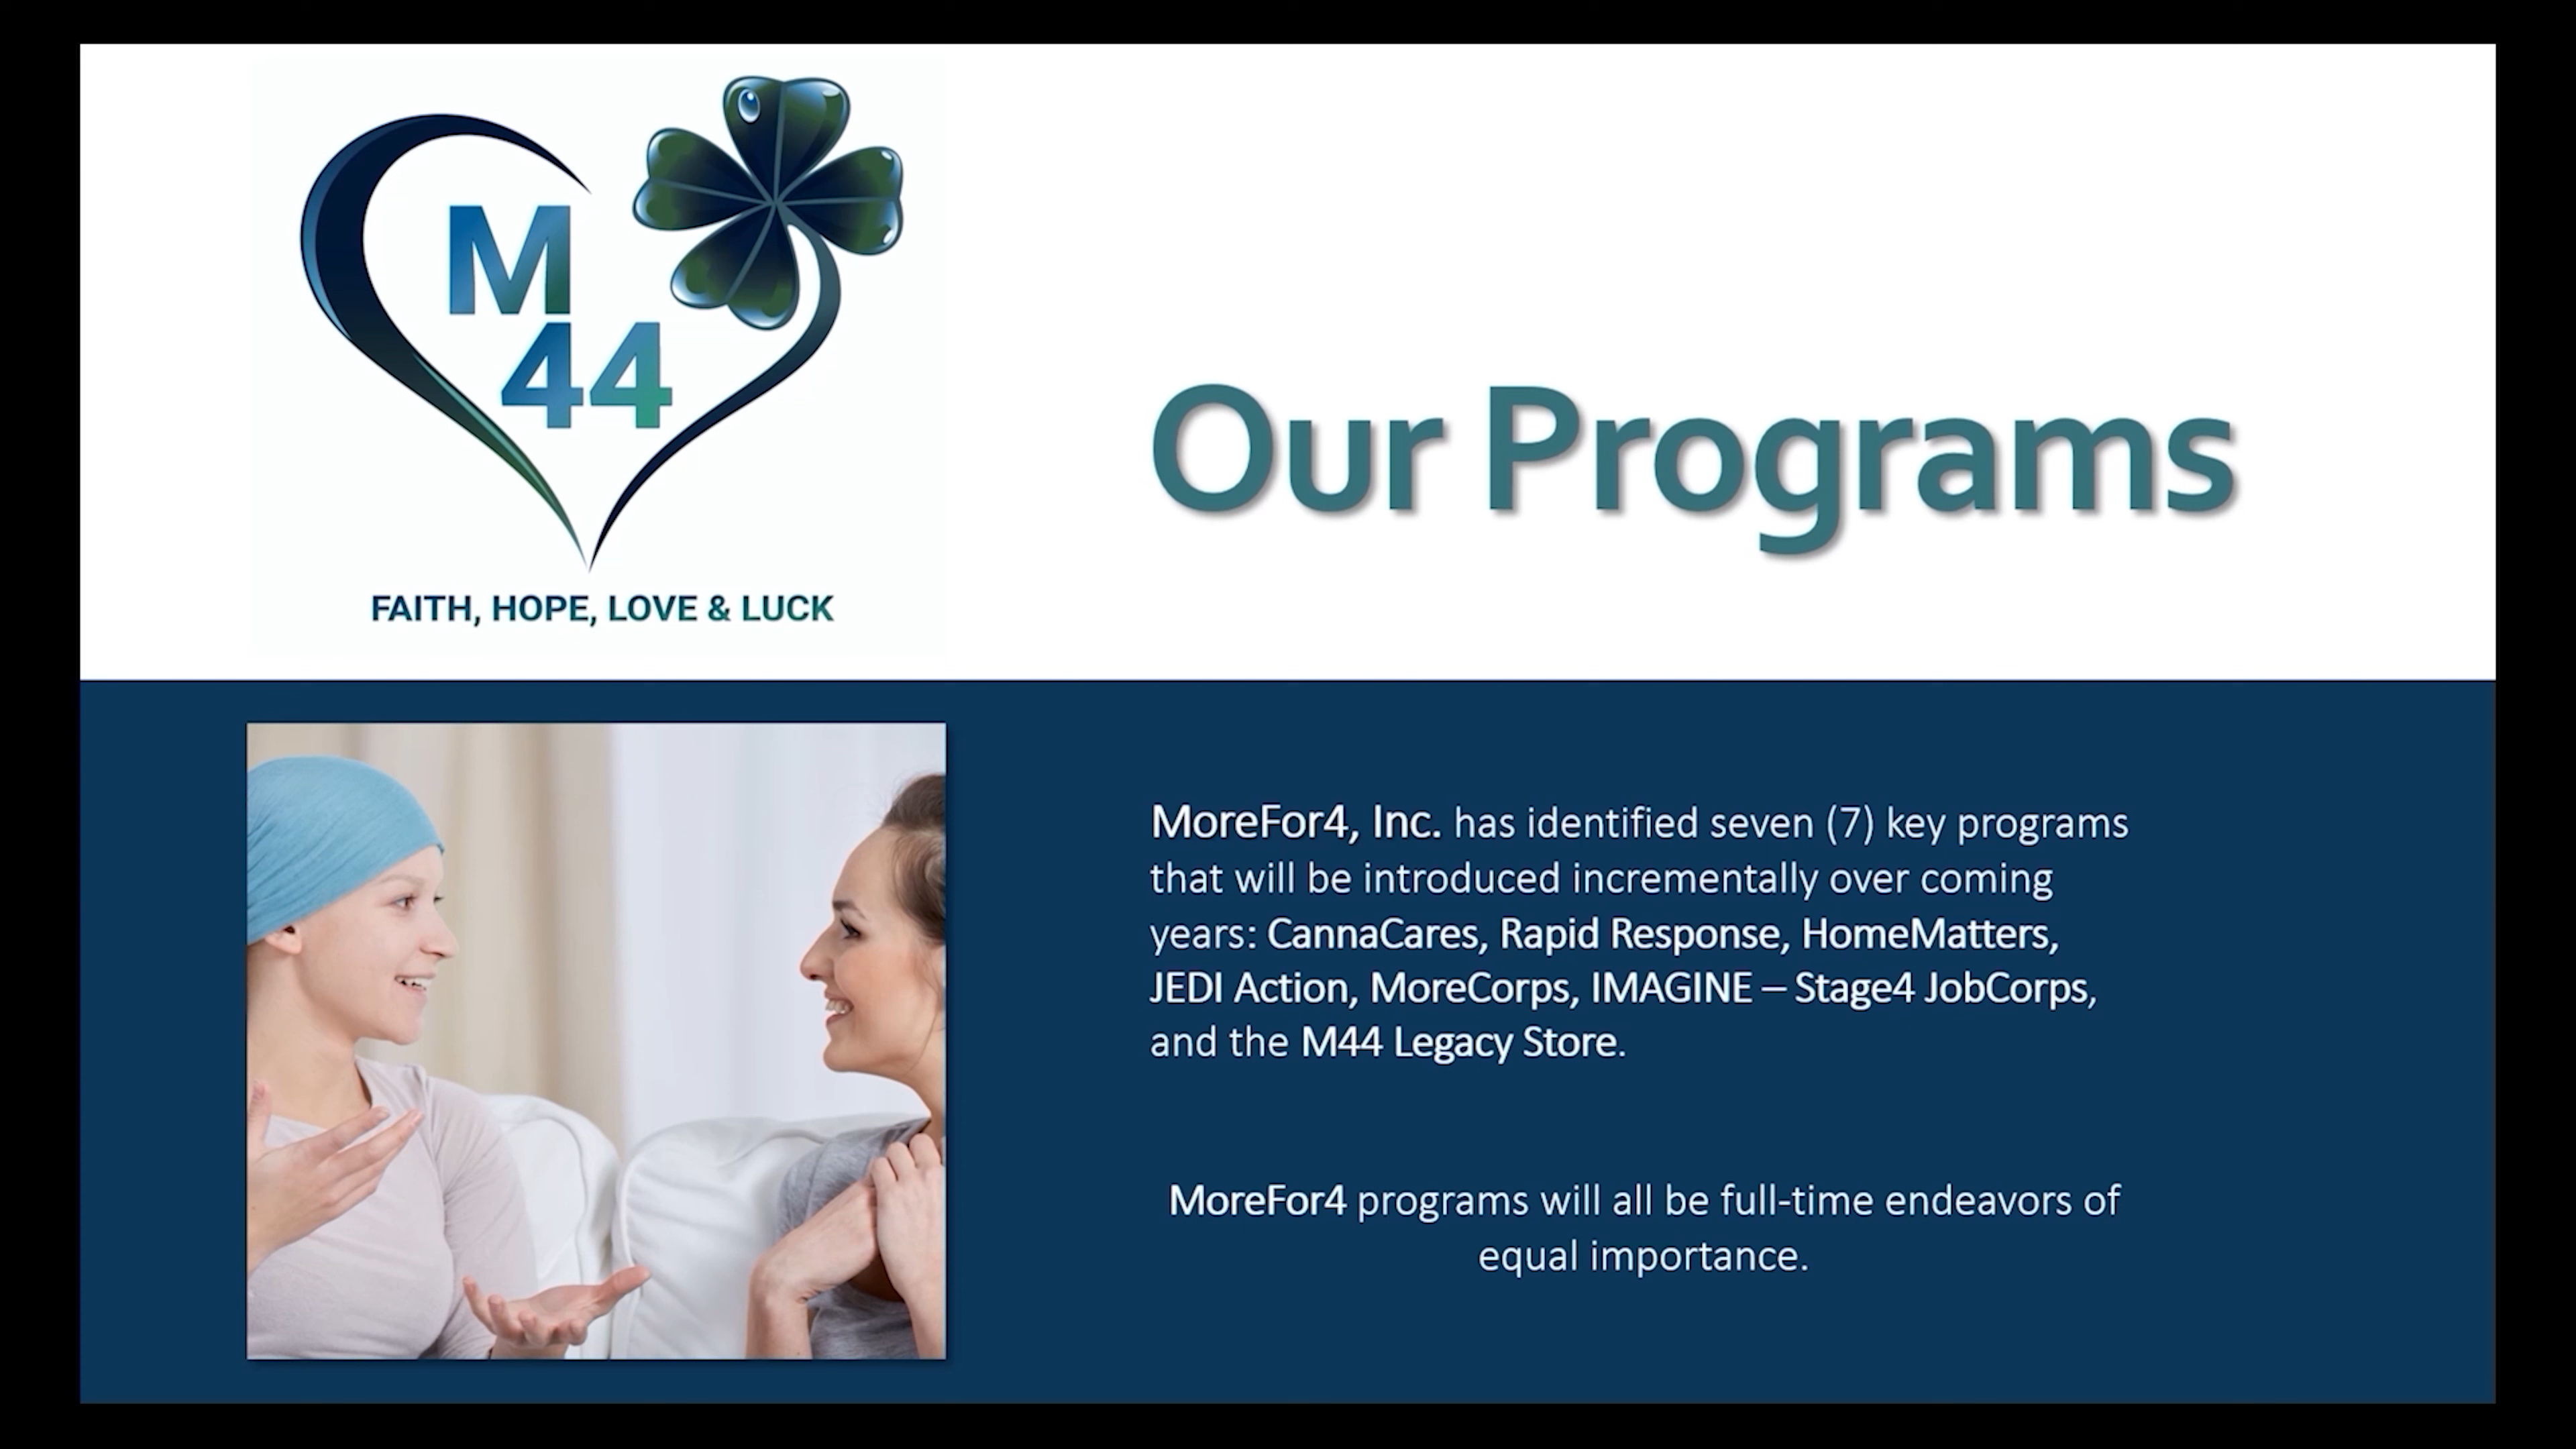 M
44
FAITH, HOPE, LOVE & LUCK
Our Programs
MoreFor4, Inc. has identified seven (7) key programs
that will be introduced incrementally over coming
years: CannaCares, Rapid Response, HomeMatters,
JEDI Action, MoreCorps, IMAGINE – Stage4 JobCorps,
and the M44 Legacy Store.
MoreFor4 programs will all be full-time endeavors of
equal importance.